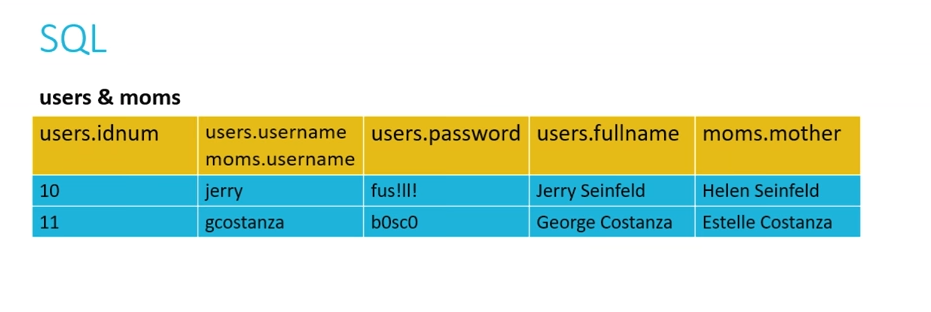 SQL
users & moms
users.idnum users.username users.password users.fullname moms.mother
moms.username
10 jerry fus!ll! Jerry Seinfeld Helen Seinfeld
11 gcostanza b0sc0 George Costanza Estelle Costanza